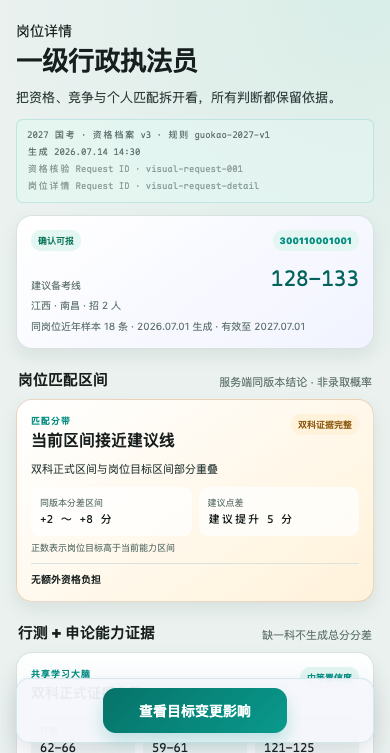 岗位详情
一级行政执法员
把资格、竞争与个人匹配拆开看，所有判断都保留依据。
2027 国考 · 资格档案 v3 · 规则 guokao-2027-v1
生成 2026.07.14 14:30
资格核验 Request ID · visual-request-001
岗位详情 Request ID · visual-request-detail
确认可报
300110001001
建议备考线
128–133
江西 · 南昌 · 招 2 人
同岗位近年样本 18 条 · 2026.07.01 生成 · 有效至 2027.07.01
岗位匹配区间
服务端同版本结论 · 非录取概率
匹配分带
双科证据完整
当前区间接近建议线
双科正式区间与岗位目标区间部分重叠
同版本分差区间
建议点差
+2 ～ +8 分
建议提升 5 分
正数表示岗位目标高于当前能力区间
无额外资格负担
行测 + 申论能力证据
缺一科不生成总分分差
共享学习大脑
双科正式
查看目标变更影响
62–66
59–61
121–125